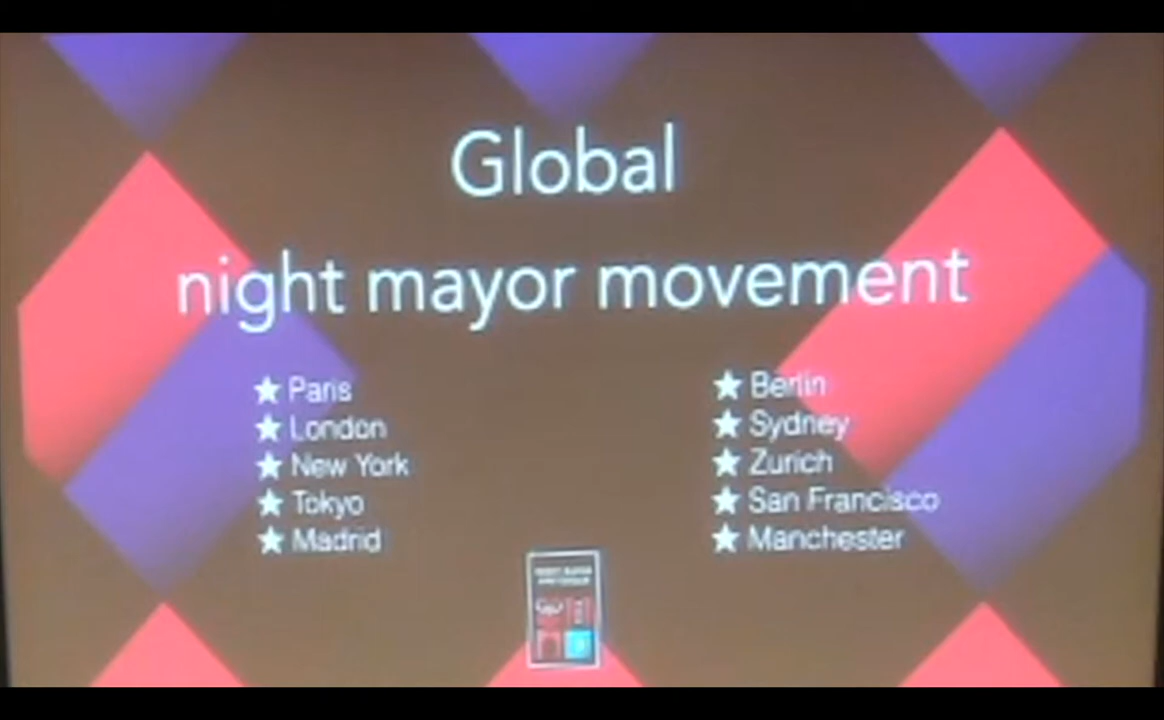 Global
night mayor movement
★ Paris
★ London
★ New York
★ Tokyo
★ Madrid
★ Berlin
★ Sydney
★ Zurich
★ San Francisco
★ Manchester